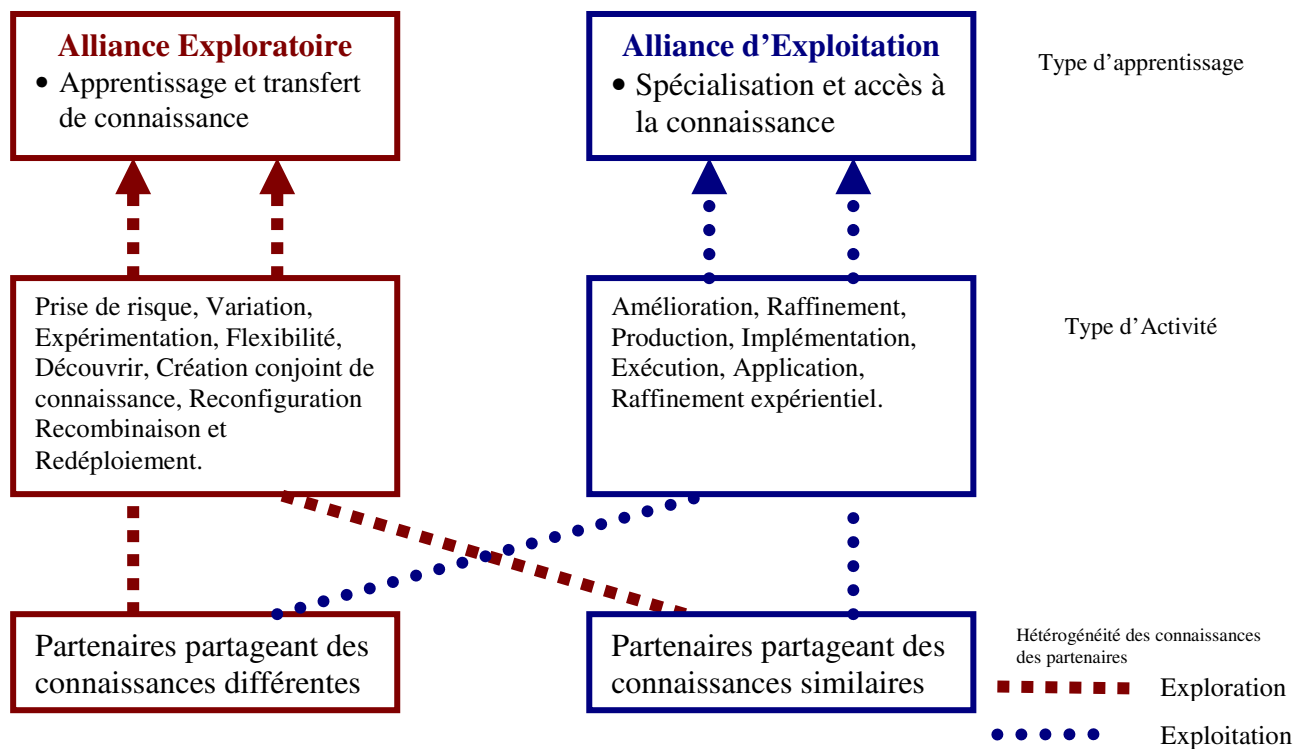 Alliance Exploratoire
• Apprentissage et transfert
de connaissance
Alliance d’Exploitation
• Spécialisation et accès à
la connaissance
Type d’apprentissage
Prise de risque, Variation,
Expérimentation, Flexibilité,
Découvrir, Création conjoint de
connaissance, Reconfiguration
Recombinaison et
Redéploiement.
Amélioration, Raffinement,
Production, Implémentation,
Exécution, Application,
Raffinement expérientiel.
Type d’Activité
Partenaires partageant des
connaissances différentes
Partenaires partageant des
connaissances similaires
Hétérogénéité des connaissances
des partenaires
Exploration
Exploitation